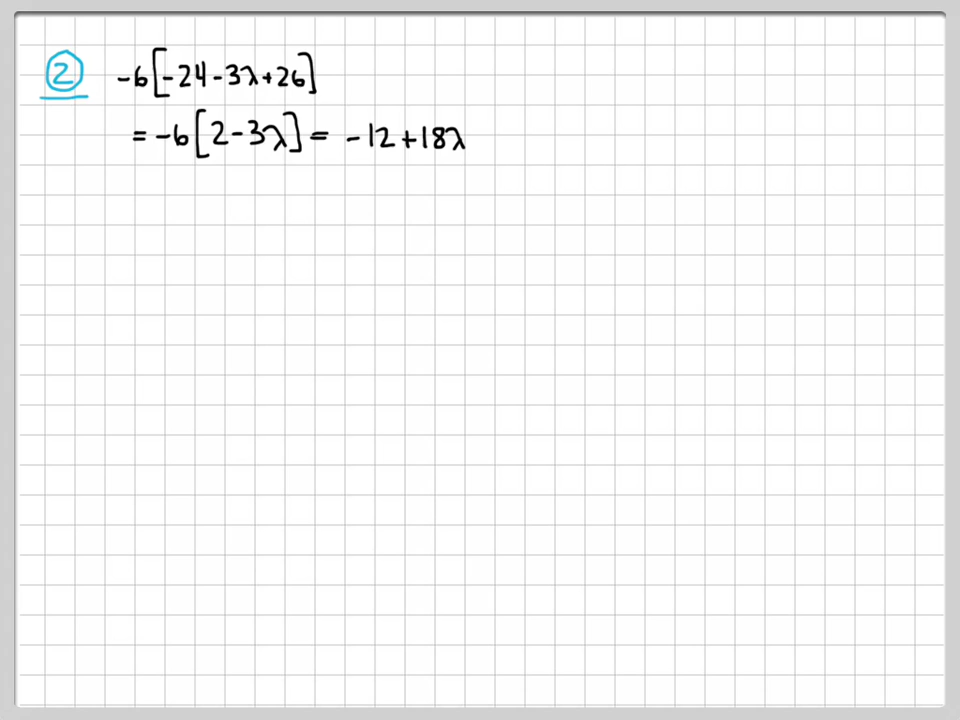 ② -6[-24-3λ+26]
= -6[2-3λ] = -12+18λ